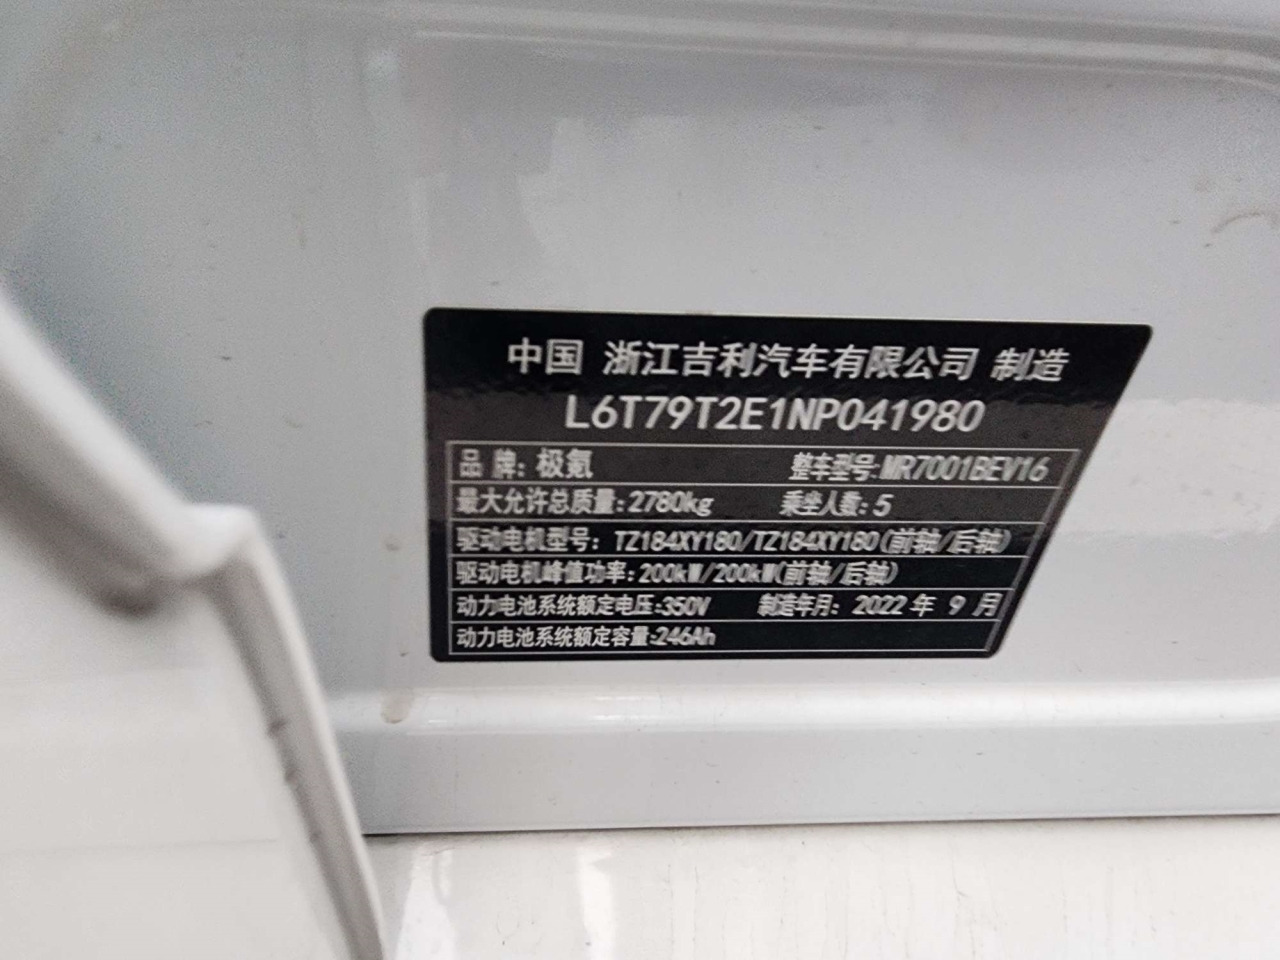 中国 浙江吉利汽车有限公司 制造
L6T79T2E1NP041980
品 牌: 极氪 整车型号:MR7001BEV16
最大允许总质量:2780kg 乘坐人数: 5
驱动电机型号: TZ184XY180/TZ184XY180(前轴/后轴)
驱动电机峰值功率: 200kW/200kW(前轴/后轴)
动力电池系统额定电压:350V 制造年月: 2022 年 9 月
动力电池系统额定容量:246Ah